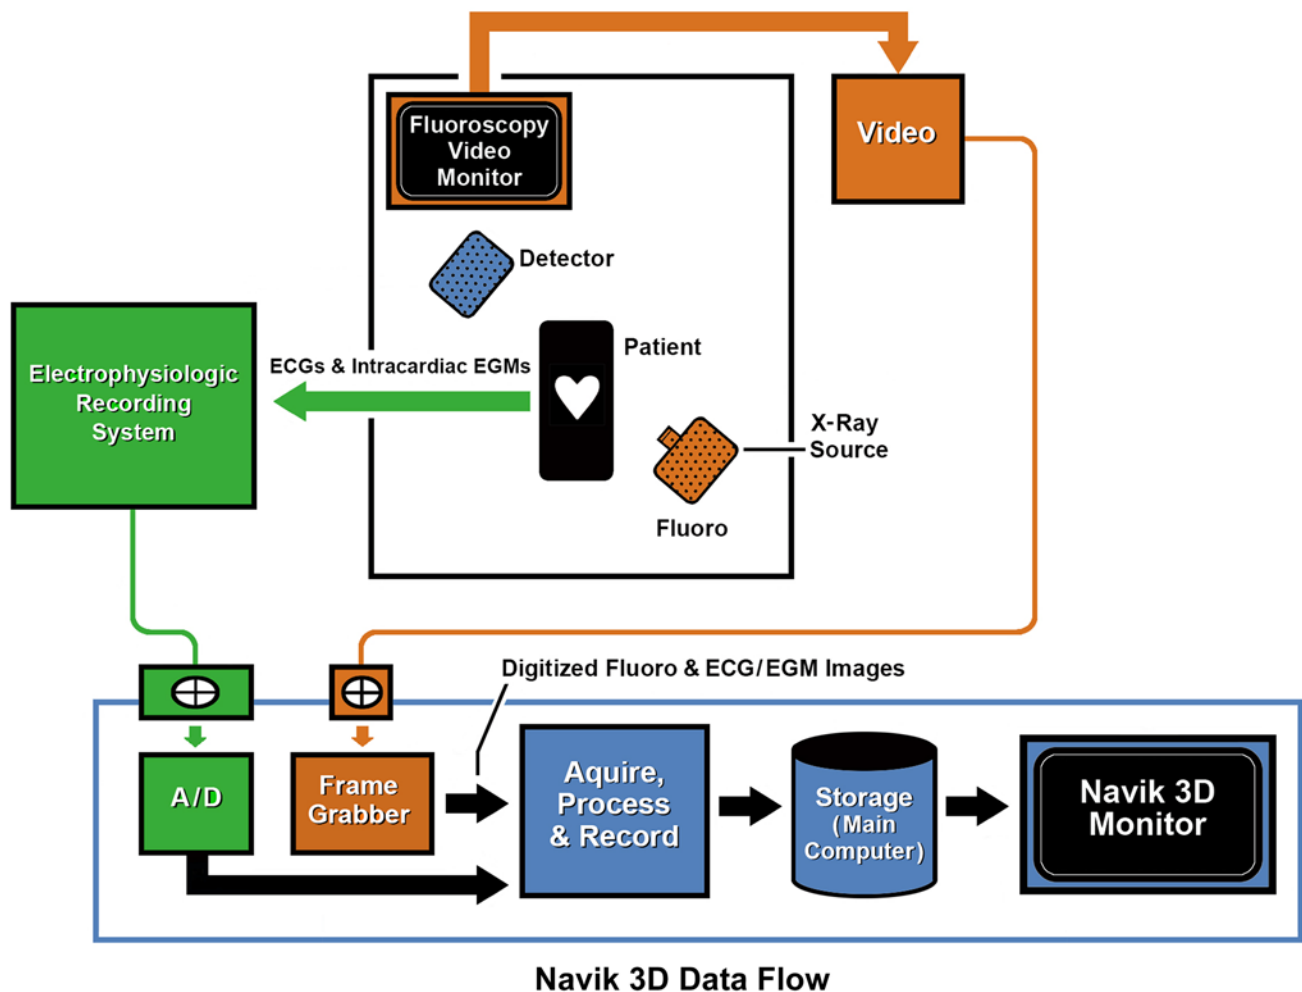 Fluoroscopy
Video
Monitor
Video
Detector
Electrophysiologic
Recording
System
ECGs & Intracardiac EGMs
Patient
X-Ray
Source
Fluoro
Digitized Fluoro & ECG/EGM Images
A/D
Frame
Grabber
Aquire,
Process
& Record
Storage
(Main
Computer)
Navik 3D
Monitor
Navik 3D Data Flow